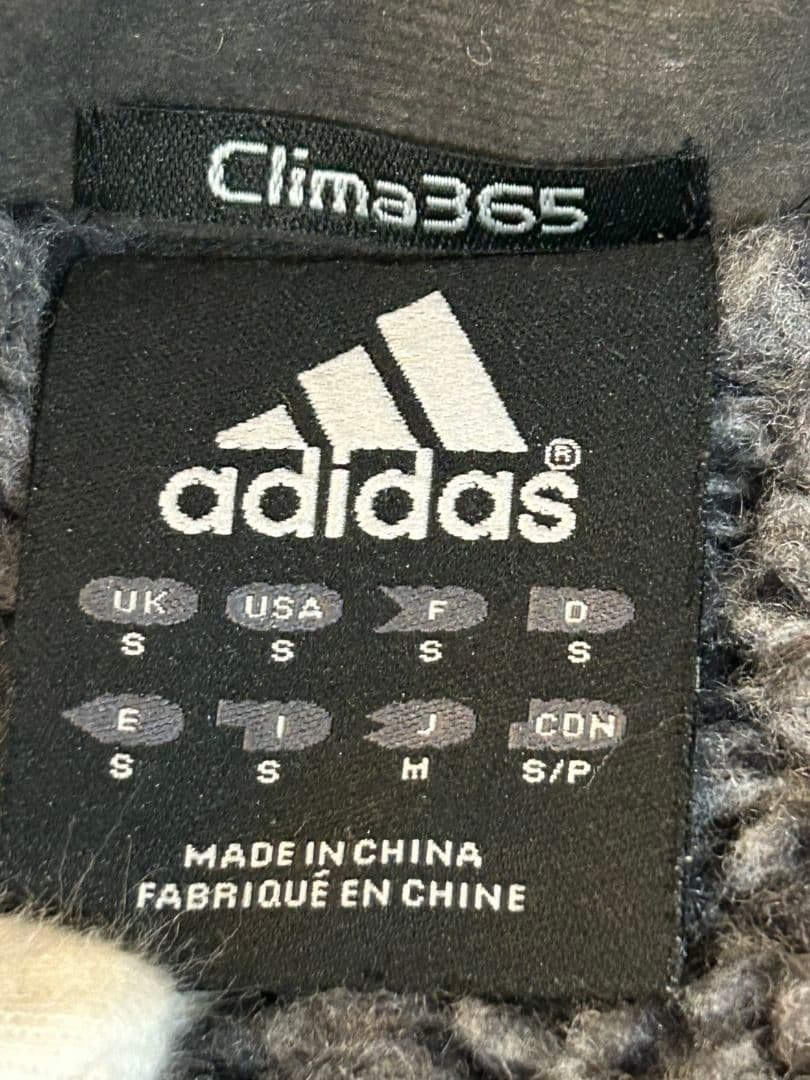 Clima365
adidas®
UK USA F D
S S S S
E I J CDN
S S M S/P
MADE IN CHINA
FABRIQUÉ EN CHINE